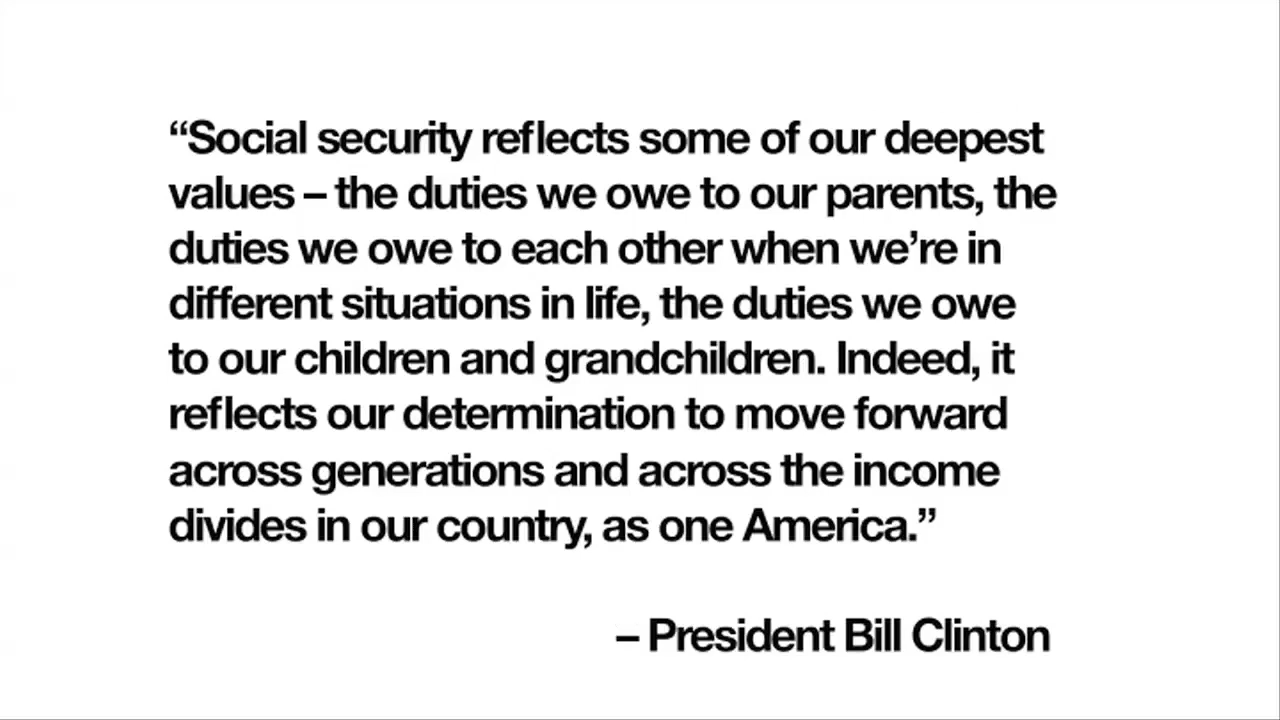 “Social security reflects some of our deepest
values – the duties we owe to our parents, the
duties we owe to each other when we’re in
different situations in life, the duties we owe
to our children and grandchildren. Indeed, it
reflects our determination to move forward
across generations and across the income
divides in our country, as one America.”
– President Bill Clinton